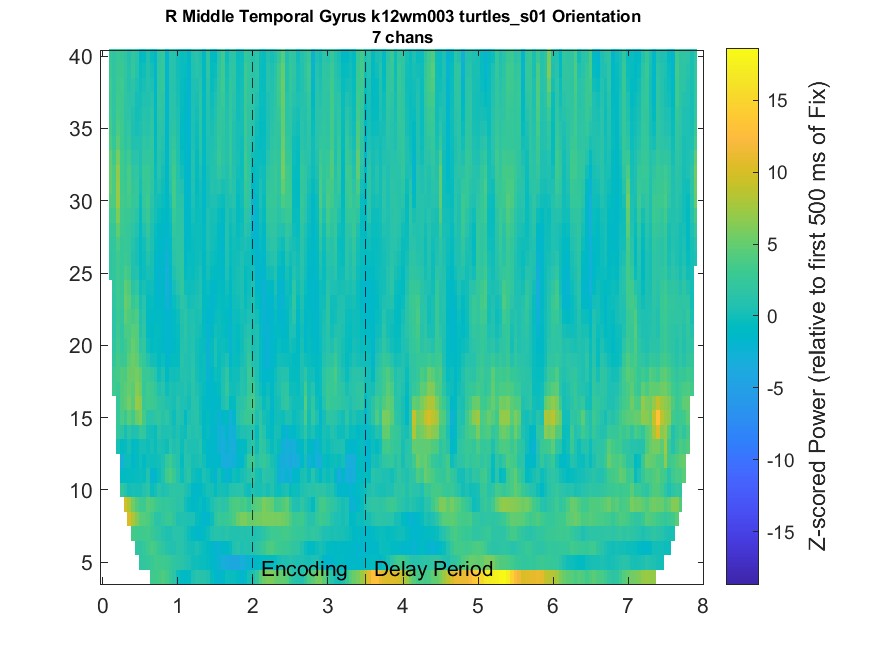 R Middle Temporal Gyrus k12wm003 turtles_s01 Orientation
7 chans
40
35
30
25
20
15
10
5
Encoding
Delay Period
0 1 2 3 4 5 6 7 8
15
10
5
0
-5
-10
-15
Z-scored Power (relative to first 500 ms of Fix)